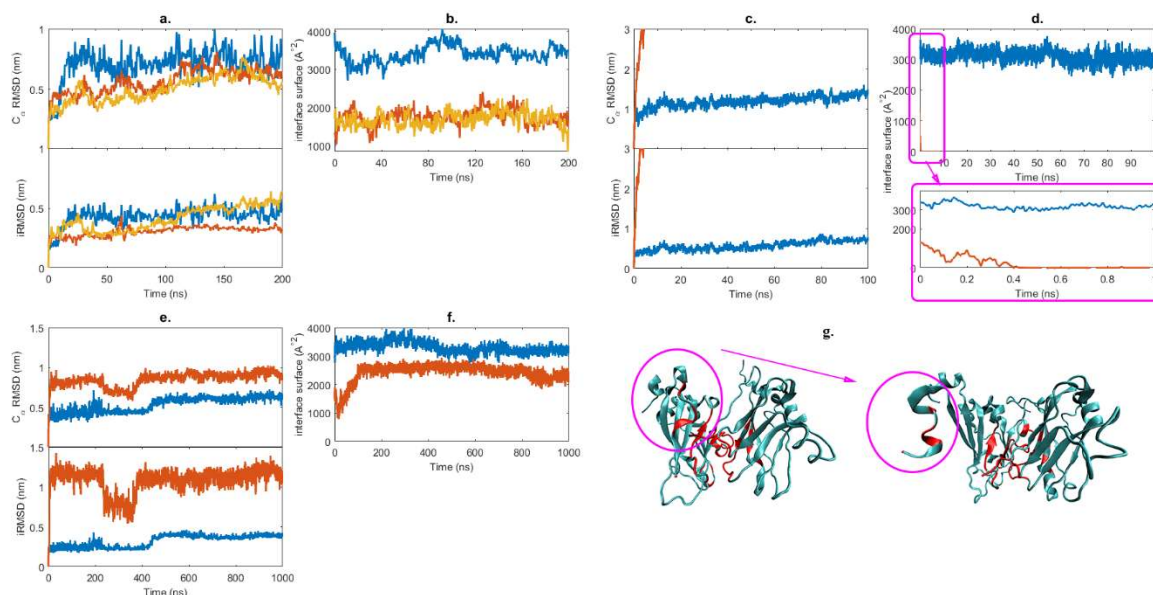 a.
C α RMSD (nm)
1
0.5
1
iRMSD (nm)
0.5
0
0 50 100 150 200
Time (ns)
b.
interface surface (A^2)
4000
3000
2000
1000
0 40 80 120 160 200
Time (ns)
c.
C α RMSD (nm)
3
2
1
3
iRMSD (nm)
2
1
0
0 20 40 60 80 100
Time (ns)
d.
interface surface (A^2)
4000
3000
-2000
1000
0
10 20 30 40 50 60 70 80 90
Time (ns)
3000
2000
0
0 0.2 0.4 0.6 0.8
Time (ns)
e.
C α RMSD (nm)
1.5
1
0.5
1.5
iRMSD (nm)
1
0.5
0
0 200 400 600 800 1000
Time (ns)
f.
interface surface (A^2)
4000
3000
2000
1000
0
0 200 400 600 1000
Time (ns)
g.